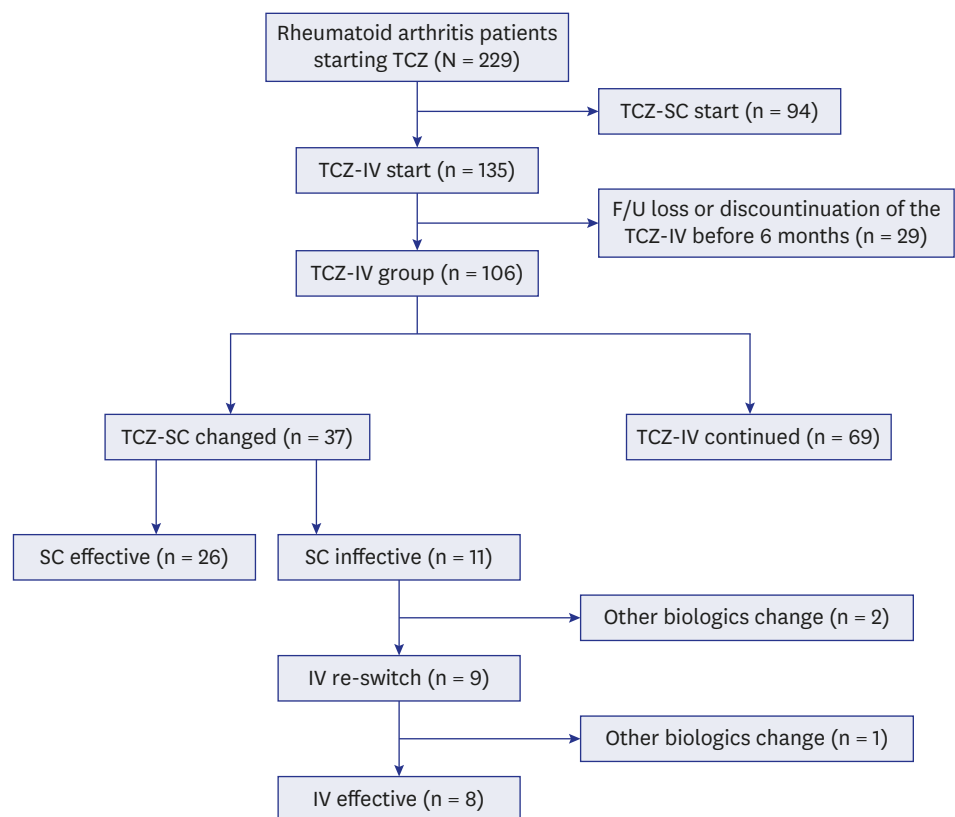 Rheumatoid arthritis patients
starting TCZ (N = 229)
TCZ-SC start (n = 94)
TCZ-IV start (n = 135)
F/U loss or discountinuation of the
TCZ-IV before 6 months (n = 29)
TCZ-IV group (n = 106)
TCZ-SC changed (n = 37)
TCZ-IV continued (n = 69)
SC effective (n = 26)
SC inffective (n = 11)
Other biologics change (n = 2)
IV re-switch (n = 9)
Other biologics change (n = 1)
IV effective (n = 8)